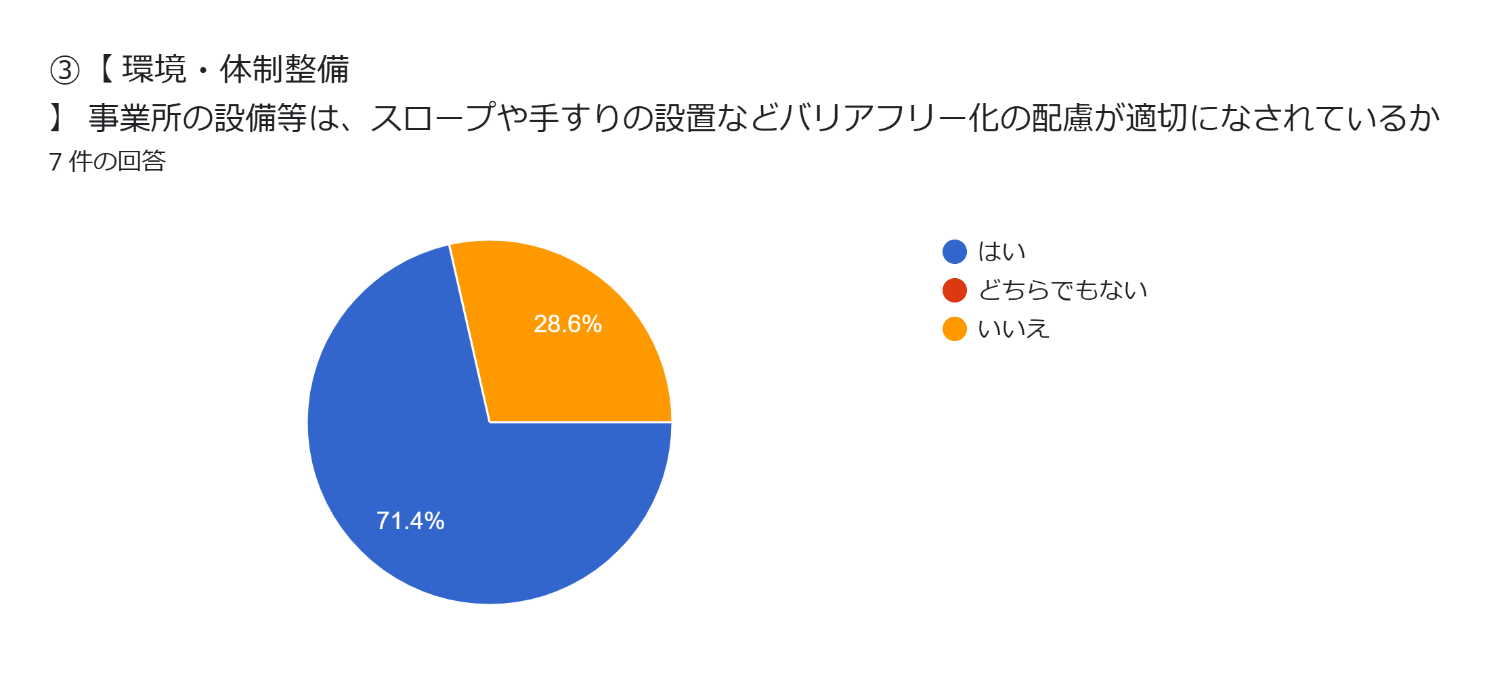 ③【 環境・体制整備
】 事業所の設備等は、スロープや手すりの設置などバリアフリー化の配慮が適切になされているか
7 件の回答
はい
どちらでもない
いいえ
28.6%
71.4%